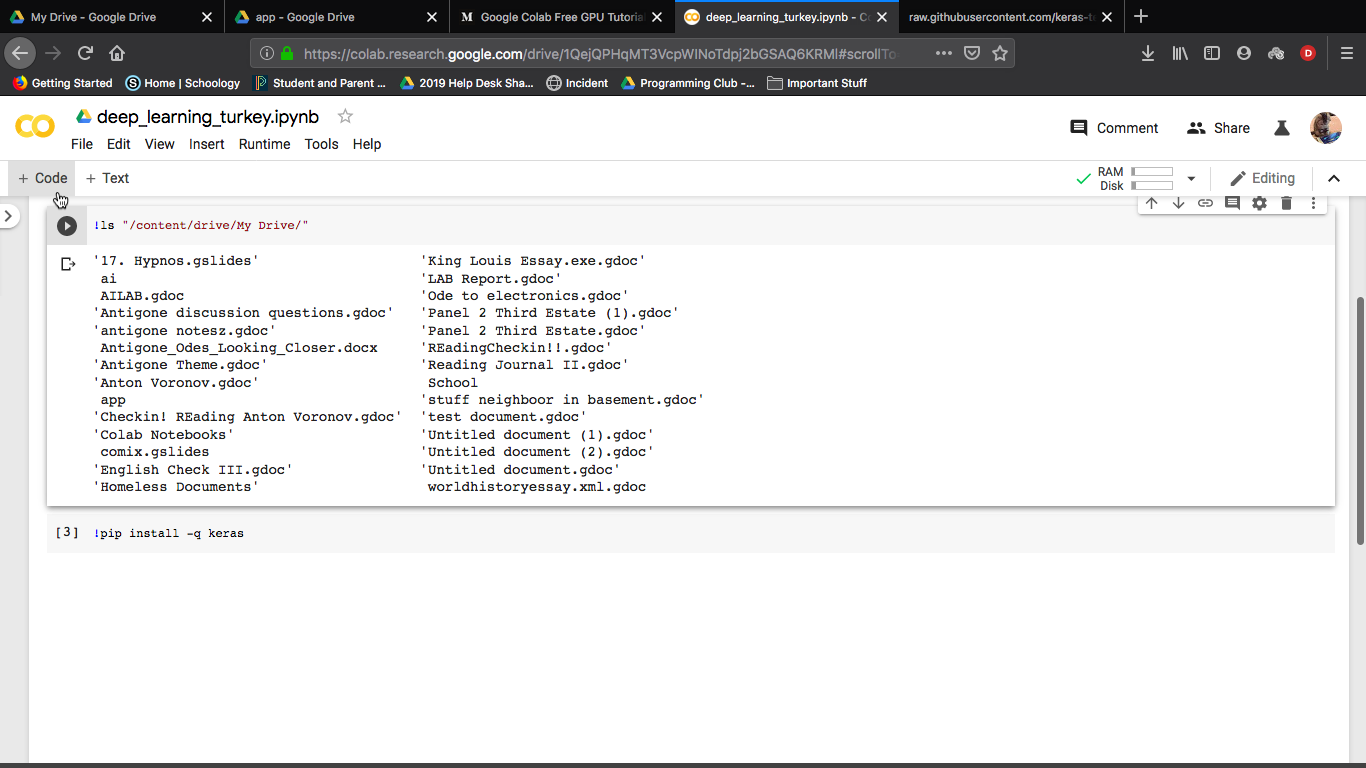 My Drive - Google Drive
app - Google Drive
M Google Colab Free GPU Tutoria
deep_learning_turkey.ipynb - Co
raw.githubusercontent.com/keras-t
https://colab.research.google.com/drive/1QejQPHqMT3VcpWINoTdpj2bGSAQ6KRMl#scrollTo
D
Getting Started
S Home | Schoology
Student and Parent ...
2019 Help Desk Sha...
Incident
Programming Club -...
Important Stuff
deep_learning_turkey.ipynb
Comment
Share
File Edit View Insert Runtime Tools Help
+ Code + Text
RAM
Disk
Editing
!ls "/content/drive/My Drive/"
'17. Hypnos.gslides' 'King Louis Essay.exe.gdoc'
ai 'LAB Report.gdoc'
AILAB.gdoc 'Ode to electronics.gdoc'
'Antigone discussion questions.gdoc' 'Panel 2 Third Estate (1).gdoc'
'antigone notesz.gdoc' 'Panel 2 Third Estate.gdoc'
Antigone_Odes_Looking_Closer.docx 'REadingCheckin!!.gdoc'
'Antigone Theme.gdoc' 'Reading Journal II.gdoc'
'Anton Voronov.gdoc' School
app 'stuff neighboor in basement.gdoc'
'Checkin! REading Anton Voronov.gdoc' 'test document.gdoc'
'Colab Notebooks' 'Untitled document (1).gdoc'
comix.gslides 'Untitled document (2).gdoc'
'English Check III.gdoc' 'Untitled document.gdoc'
'Homeless Documents' worldhistoryessay.xml.gdoc
[3] !pip install -q keras